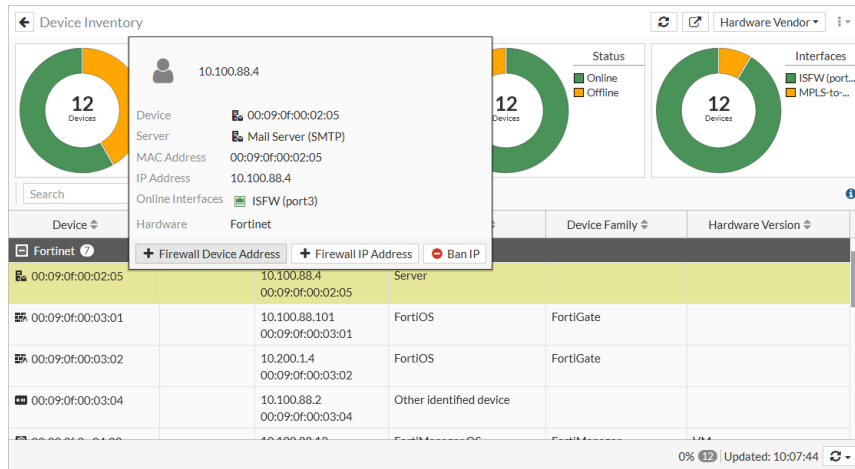 Device Inventory
Hardware Vendor
12
Devices
10.100.88.4
Device 00:09:0f:00:02:05
Server Mail Server (SMTP)
MAC Address 00:09:0f:00:02:05
IP Address 10.100.88.4
Online Interfaces ISFW (port3)
Hardware Fortinet
+ Firewall Device Address + Firewall IP Address Ban IP
12
Devices
Status
Online
Offline
12
Devices
Interfaces
ISFW (port...
MPLS-to-...
Search
Device Device Family Hardware Version
Fortinet 7
00:09:0f:00:02:05 10.100.88.4 Server
00:09:0f:00:02:05
00:09:0f:00:03:01 10.100.88.101 FortiOS FortiGate
00:09:0f:00:03:01
00:09:0f:00:03:02 10.200.1.4 FortiOS FortiGate
00:09:0f:00:03:02
00:09:0f:00:03:04 10.100.88.2 Other identified device
00:09:0f:00:03:04
0% 12 Updated: 10:07:44